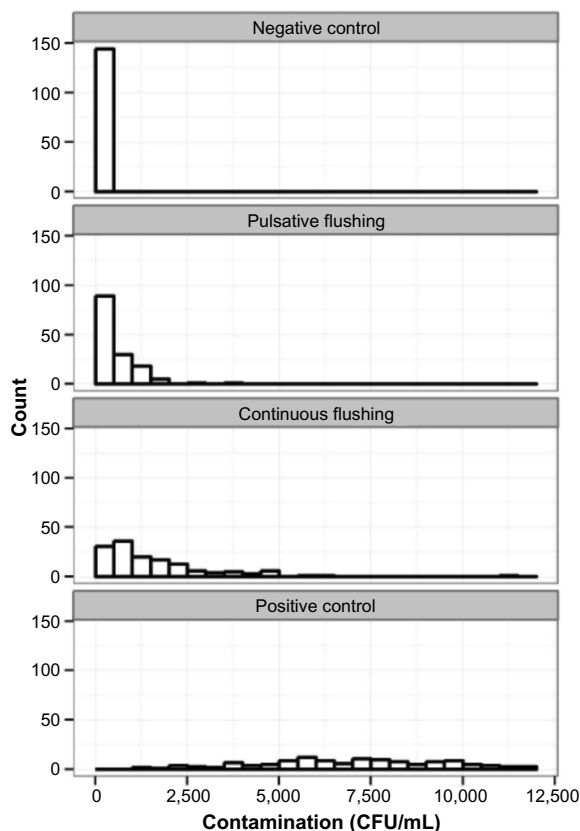 Negative control
150
100
50
0
Pulsative flushing
150
100
50
0
Continuous flushing
150
100
50
0
Positive control
150
100
50
0
Count
0 2,500 5,000 7,500 10,000 12,500
Contamination (CFU/mL)